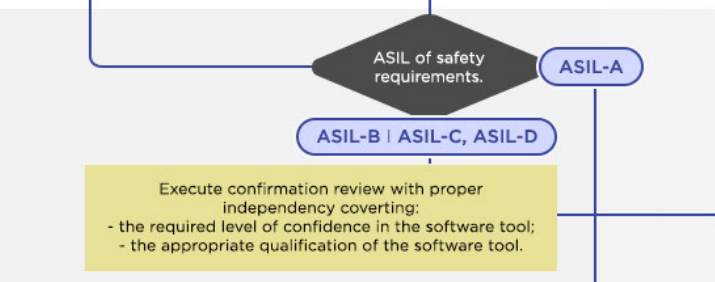 ASIL of safety
requirements.
ASIL-A
ASIL-B | ASIL-C, ASIL-D
Execute confirmation review with proper
independency coverting:
- the required level of confidence in the software tool;
- the appropriate qualification of the software tool.